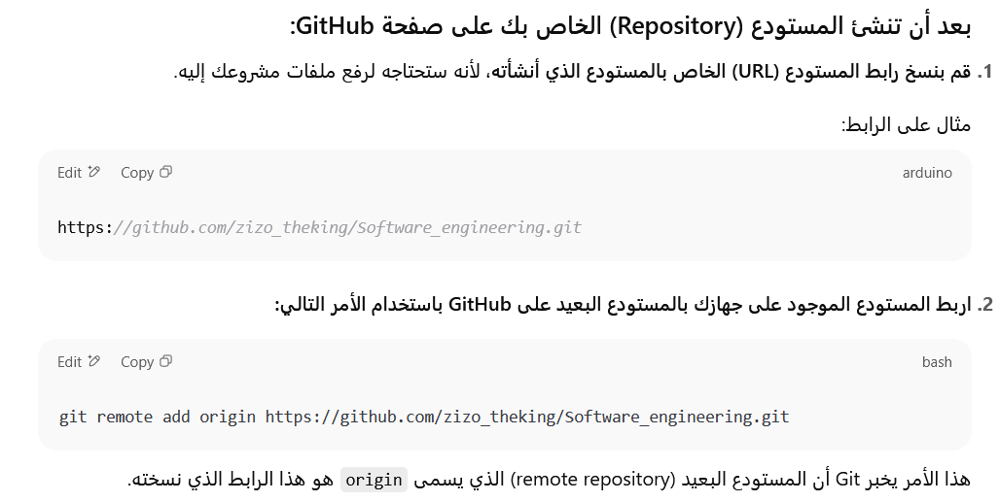 بعد أن تنشئ المستودع (Repository) الخاص بك على صفحة GitHub:
1. قم بنسخ رابط المستودع (URL) الخاص بالمستودع الذي أنشأته، لأنه ستحتاجه لرفع ملفات مشروعك إليه.
مثال على الرابط:
arduino Copy Edit
https://github.com/zizo_theking/Software_engineering.git
2. اربط المستودع الموجود على جهازك بالمستودع البعيد على GitHub باستخدام الأمر التالي:
bash Copy Edit
git remote add origin https://github.com/zizo_theking/Software_engineering.git
هذا الأمر يخبر Git أن المستودع البعيد (remote repository) الذي يسمى origin هو هذا الرابط الذي نسخته.